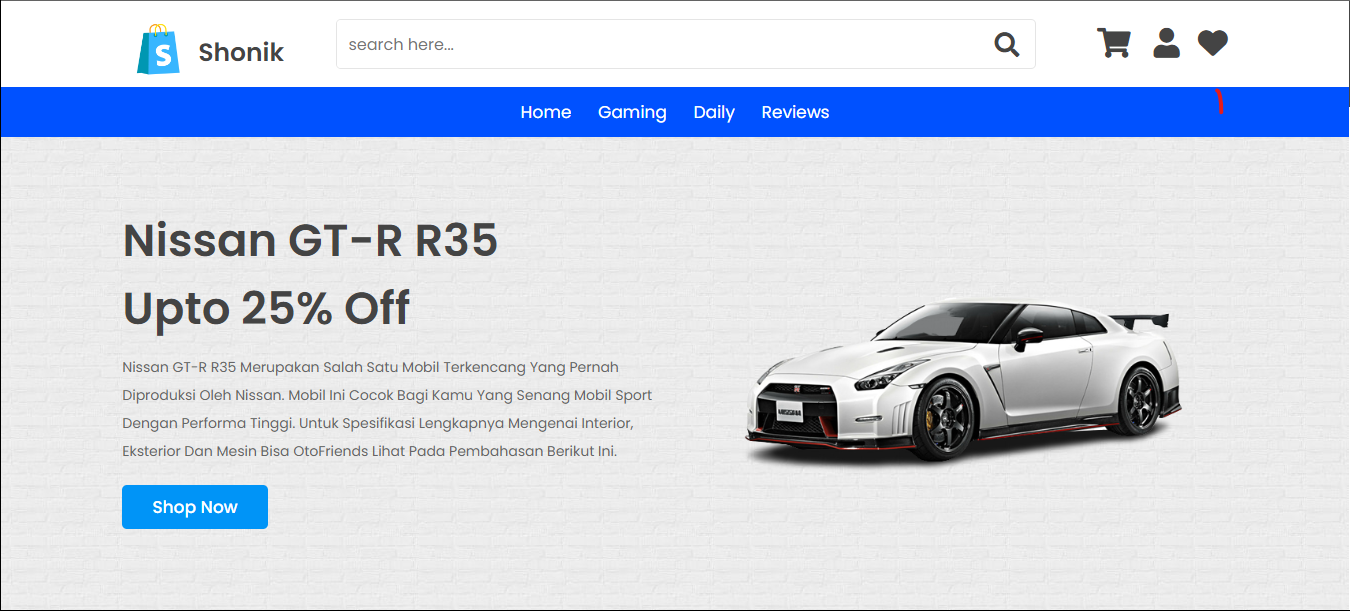 S
Shonik
search here...
Home Gaming Daily Reviews
Nissan GT-R R35
Upto 25% Off
Nissan GT-R R35 Merupakan Salah Satu Mobil Terkencang Yang Pernah
Diproduksi Oleh Nissan. Mobil Ini Cocok Bagi Kamu Yang Senang Mobil Sport
Dengan Performa Tinggi. Untuk Spesifikasi Lengkapnya Mengenai Interior,
Eksterior Dan Mesin Bisa OtoFriends Lihat Pada Pembahasan Berikut Ini.
Shop Now